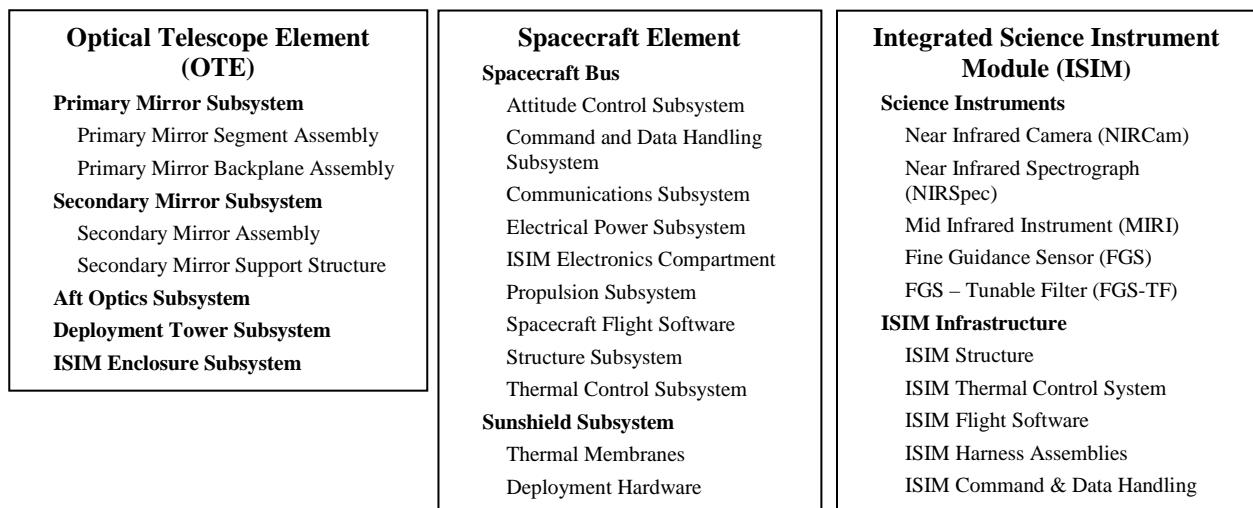 Optical Telescope Element
(OTE)
Primary Mirror Subsystem
Primary Mirror Segment Assembly
Primary Mirror Backplane Assembly
Secondary Mirror Subsystem
Secondary Mirror Assembly
Secondary Mirror Support Structure
Aft Optics Subsystem
Deployment Tower Subsystem
ISIM Enclosure Subsystem
Spacecraft Element
Spacecraft Bus
Attitude Control Subsystem
Command and Data Handling
Subsystem
Communications Subsystem
Electrical Power Subsystem
ISIM Electronics Compartment
Propulsion Subsystem
Spacecraft Flight Software
Structure Subsystem
Thermal Control Subsystem
Sunshield Subsystem
Thermal Membranes
Deployment Hardware
Integrated Science Instrument
Module (ISIM)
Science Instruments
Near Infrared Camera (NIRCam)
Near Infrared Spectrograph
(NIRSpec)
Mid Infrared Instrument (MIRI)
Fine Guidance Sensor (FGS)
FGS – Tunable Filter (FGS-TF)
ISIM Infrastructure
ISIM Structure
ISIM Thermal Control System
ISIM Flight Software
ISIM Harness Assemblies
ISIM Command & Data Handling